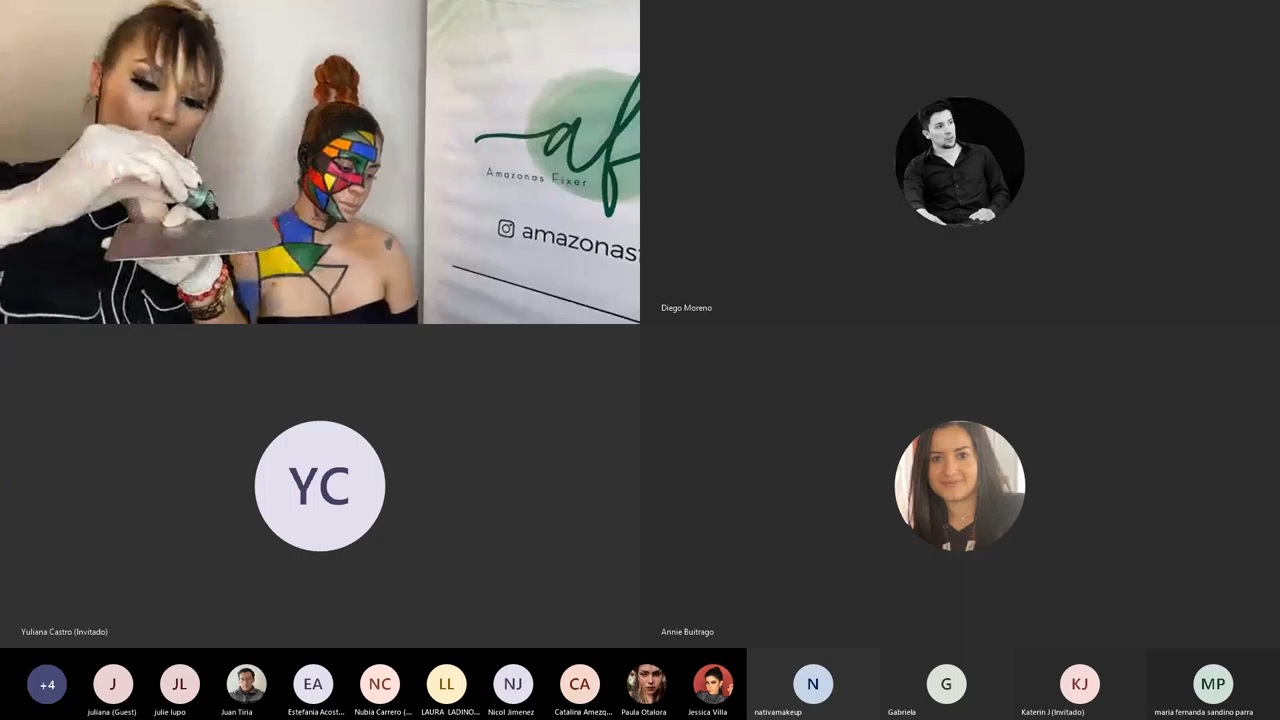 af
Amazonas Fixer
amazonas
Diego Moreno
YC
Yuliana Castro (Invitado)
Annie Buitrago
+4
J
JL
EA
NC
LL
NJ
CA
N
G
KJ
MP
juliana (Guest)
julie lupo
Juan Tiria
Estefania Acost...
Nubia Carrero (...
LAURA LADINO...
Nicol Jimenez
Catalina Amezq...
Paula Otalora
Jessica Villa
nativamakeup
Gabriela
Katerin J (Invitado)
maria fernanda sandino parra